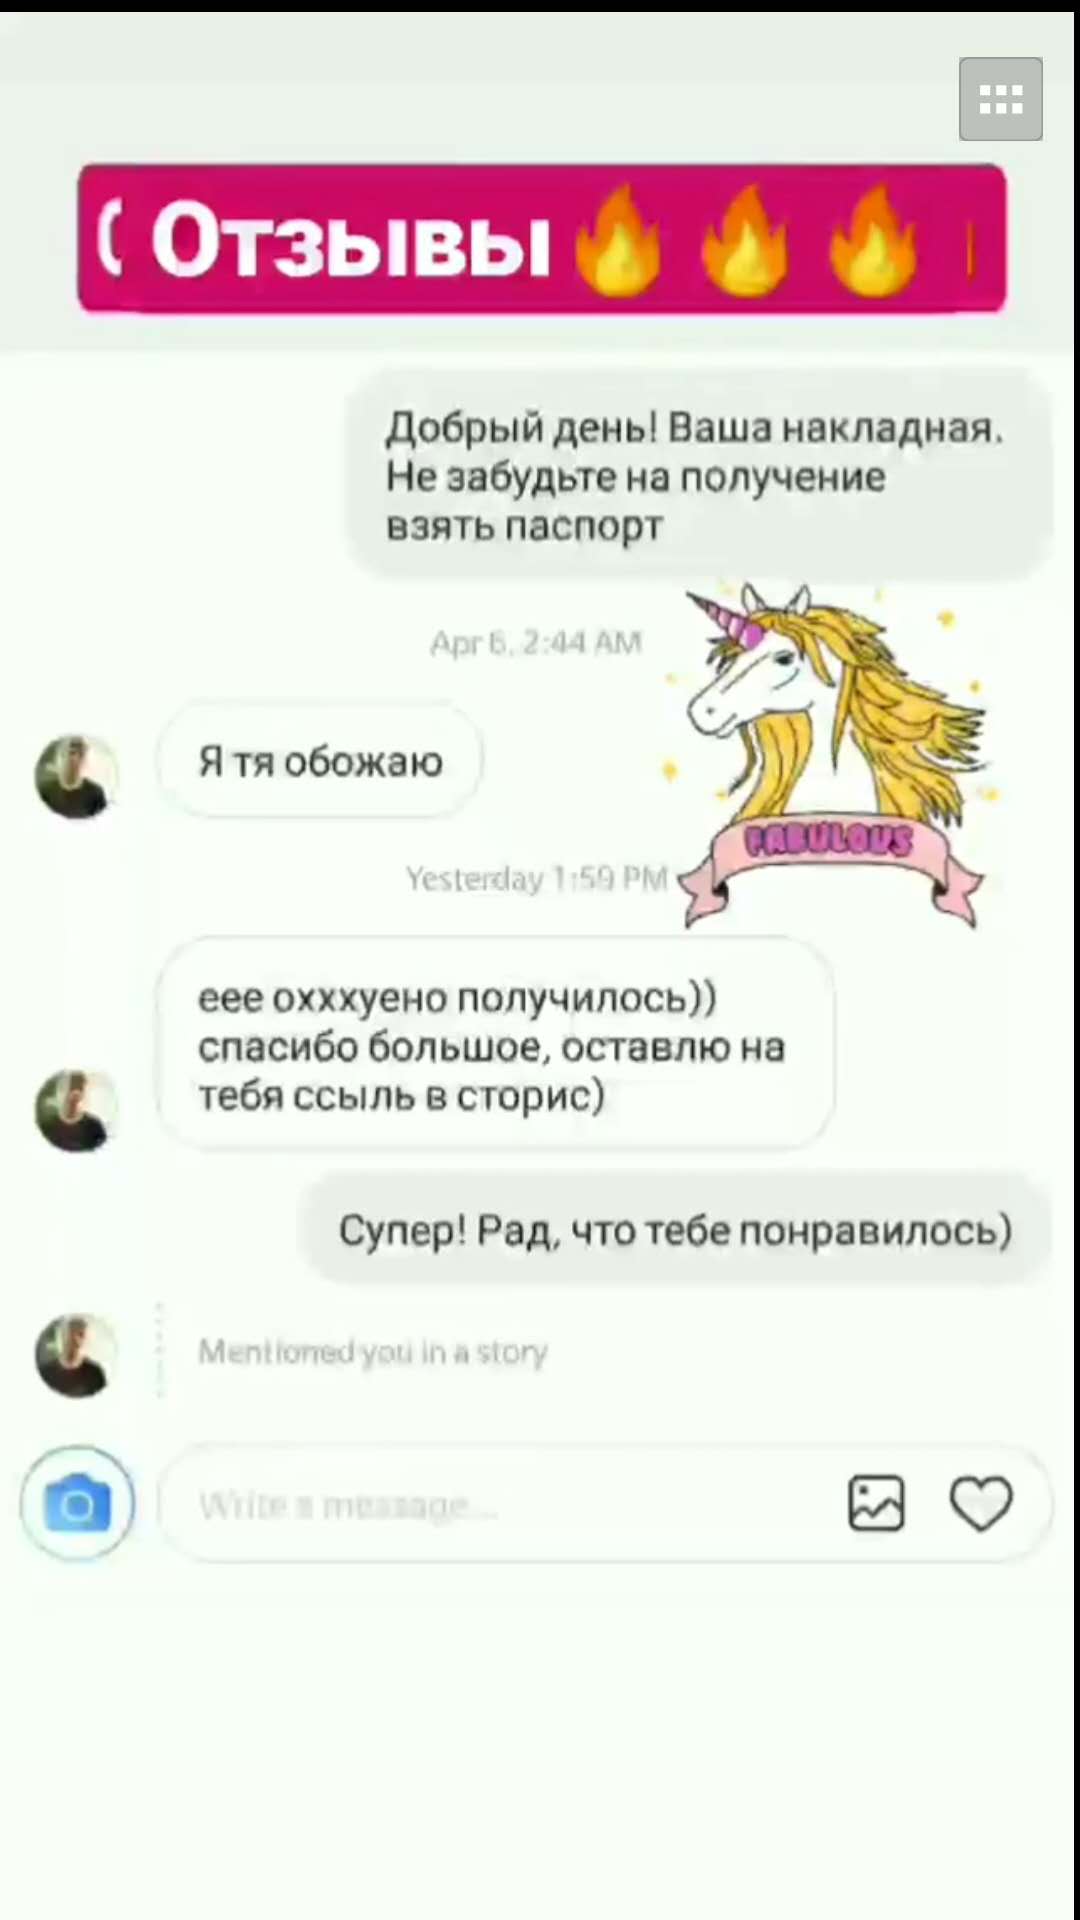 Отзывы🔥🔥🔥
Добрый день! Ваша накладная.
Не забудьте на получение
взять паспорт
Apr 6, 2:44 AM
Я тя обожаю
FABULOUS
Yesterday 1:59 PM
еее охххуено получилось))
спасибо большое, оставлю на
тебя ссыль в сторис)
Супер! Рад, что тебе понравилось)
Mentioned you in a story
Write a message...